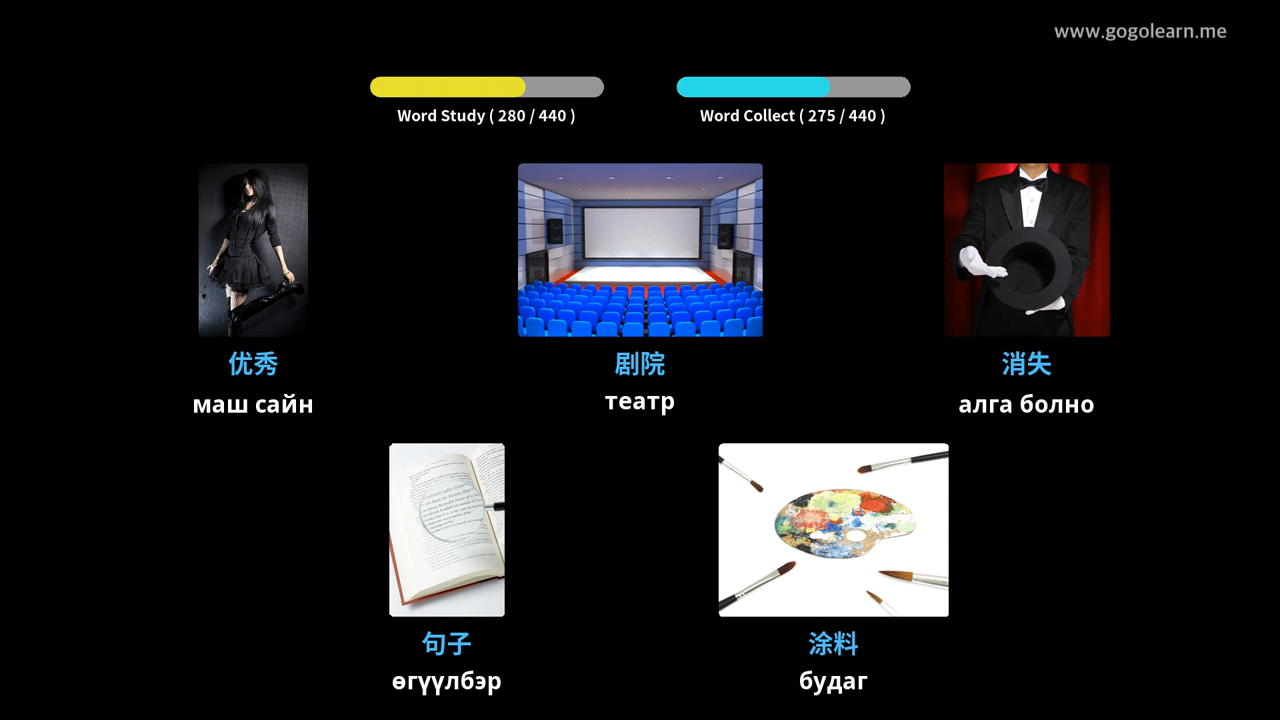 www.gogolearn.me
Word Study ( 280 / 440 )
Word Collect ( 275 / 440 )
优秀
маш сайн
剧院
театр
消失
алга болно
句子
өгүүлбэр
涂料
будаг